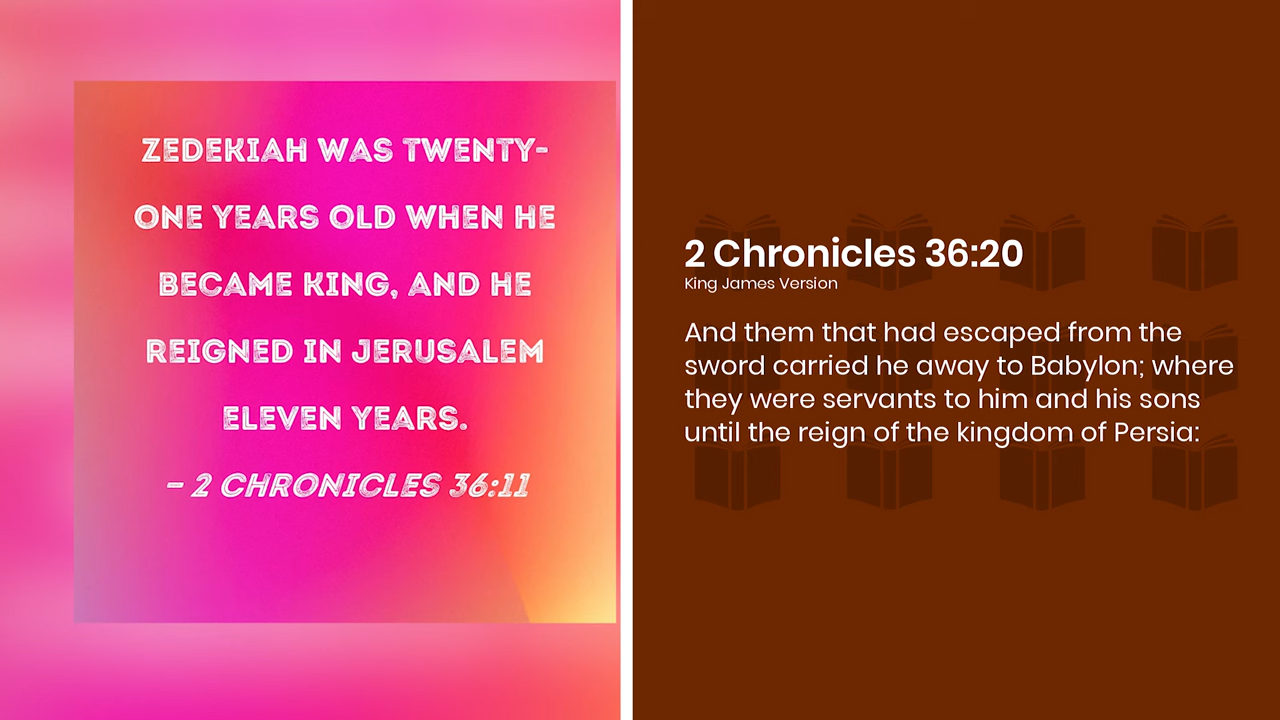 ZEDEKIAH WAS TWENTY-
ONE YEARS OLD WHEN HE
BECAME KING, AND HE
REIGNED IN JERUSALEM
ELEVEN YEARS.
– 2 CHRONICLES 36:11
2 Chronicles 36:20
King James Version
And them that had escaped from the
sword carried he away to Babylon; where
they were servants to him and his sons
until the reign of the kingdom of Persia: